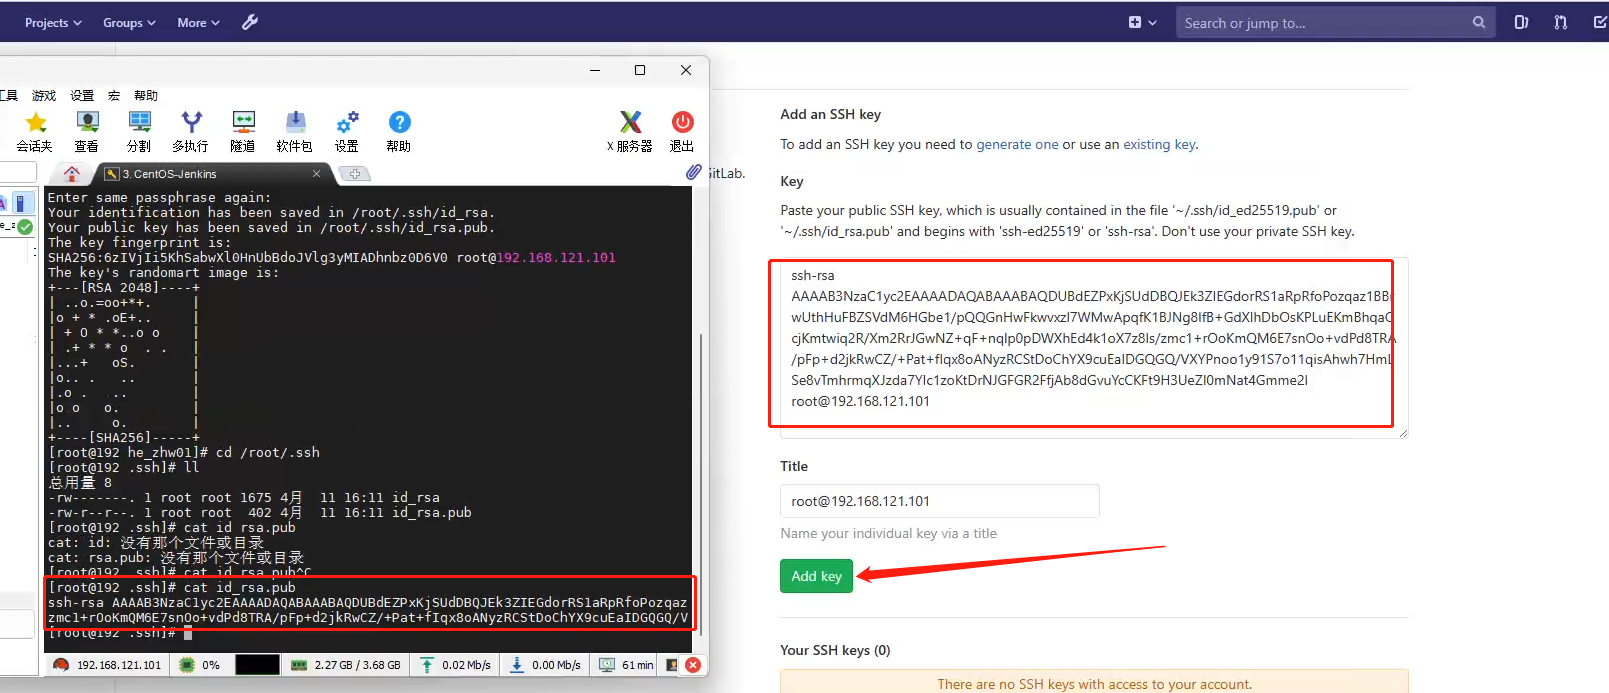 Projects Groups More Search or jump to...
工具 游戏 设置 宏 帮助
会话夹 查看 分割 多执行 隧道 软件包 设置 帮助 X 服务器 退出
3. CentOS-Jenkins
Enter same passphrase again:
Your identification has been saved in /root/.ssh/id_rsa.
Your public key has been saved in /root/.ssh/id_rsa.pub.
The key fingerprint is:
SHA256:6zIVjIi5KhSabwXl0HnUbBdoJVlg3yMIADhnbz0D6V0 root@192.168.121.101
The key's randomart image is:
+---[RSA 2048]----+
| ..o.=oo+*+. |
|o + * .oE+.. |
| + O * *..o o |
| .+ * * o . . |
|...+ oS. |
|o.. . .. |
|.o . .. |
|o o o. |
|.. o. |
+----[SHA256]-----+
[root@192 he_zhw01]# cd /root/.ssh
[root@192 .ssh]# ll
总用量 8
-rw-------. 1 root root 1675 4月 11 16:11 id_rsa
-rw-r--r--. 1 root root 402 4月 11 16:11 id_rsa.pub
[root@192 .ssh]# cat id rsa.pub
cat: id: 没有那个文件或目录
cat: rsa.pub: 没有那个文件或目录
[root@192 .ssh]# cat id rsa.pub^C
[root@192 .ssh]# cat id_rsa.pub
ssh-rsa AAAAB3NzaC1yc2EAAAADAQABAAABAQDUBdEZPxKjSUdDBQJEk3ZIEGdorRS1aRpRfoPozqaz
zmc1+rOoKmQM6E7snOo+vdPd8TRA/pFp+d2jkRwCZ/+Pat+fIqx8oANyzRCStDoChYX9cuEaIDGQGQ/V
[root@192 .ssh]#
192.168.121.101 0% 2.27 GB / 3.68 GB 0.02 Mb/s 0.00 Mb/s 61 min
itLab.
Add an SSH key
To add an SSH key you need to generate one or use an existing key.
Key
Paste your public SSH key, which is usually contained in the file '~/.ssh/id_ed25519.pub' or
'~/.ssh/id_rsa.pub' and begins with 'ssh-ed25519' or 'ssh-rsa'. Don't use your private SSH key.
ssh-rsa
AAAAB3NzaC1yc2EAAAADAQABAAABAQDUBdEZPxKjSUdDBQJEk3ZIEGdorRS1aRpRfoPozqaz1BB
wUthHuFBZSVdM6HGbe1/pQQGnHwFkwvxzI7WMwApqfK1BJNg8IfB+GdXlhDbOsKPLuEKmBhqaC
cjKmtwiq2R/Xm2RrJGwNZ+qF+nqlp0pDWXhEd4k1oX7z8ls/zmc1+rOoKmQM6E7snOo+vdPd8TRA
/pFp+d2jkRwCZ/+Pat+fIqx8oANyzRCStDoChYX9cuEaIDGQGQ/VXYPnoo1y91S7o11qisAhwh7HmL
Se8vTmhrmqXJzda7YIc1zoKtDrNJGFGR2FfjAb8dGvuYcCKFt9H3UeZl0mNat4Gmme2l
root@192.168.121.101
Title
root@192.168.121.101
Name your individual key via a title
Add key
Your SSH keys (0)
There are no SSH keys with access to your account.